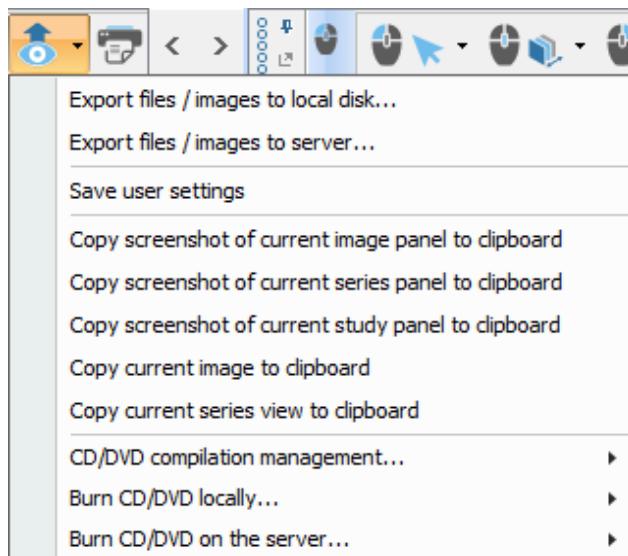 Export files / images to local disk...
Export files / images to server...
Save user settings
Copy screenshot of current image panel to clipboard
Copy screenshot of current series panel to clipboard
Copy screenshot of current study panel to clipboard
Copy current image to clipboard
Copy current series view to clipboard
CD/DVD compilation management...
Burn CD/DVD locally...
Burn CD/DVD on the server...